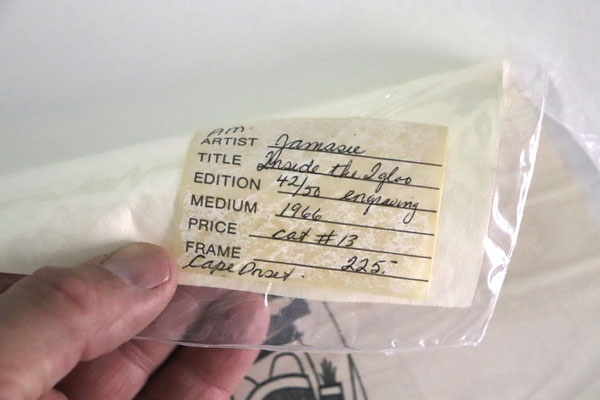 A.M.
ARTIST Jamasie
TITLE Inside the Igloo
EDITION 42/50 engraving
MEDIUM 1966
PRICE cat #13
FRAME 225.-
Cape Dorset.